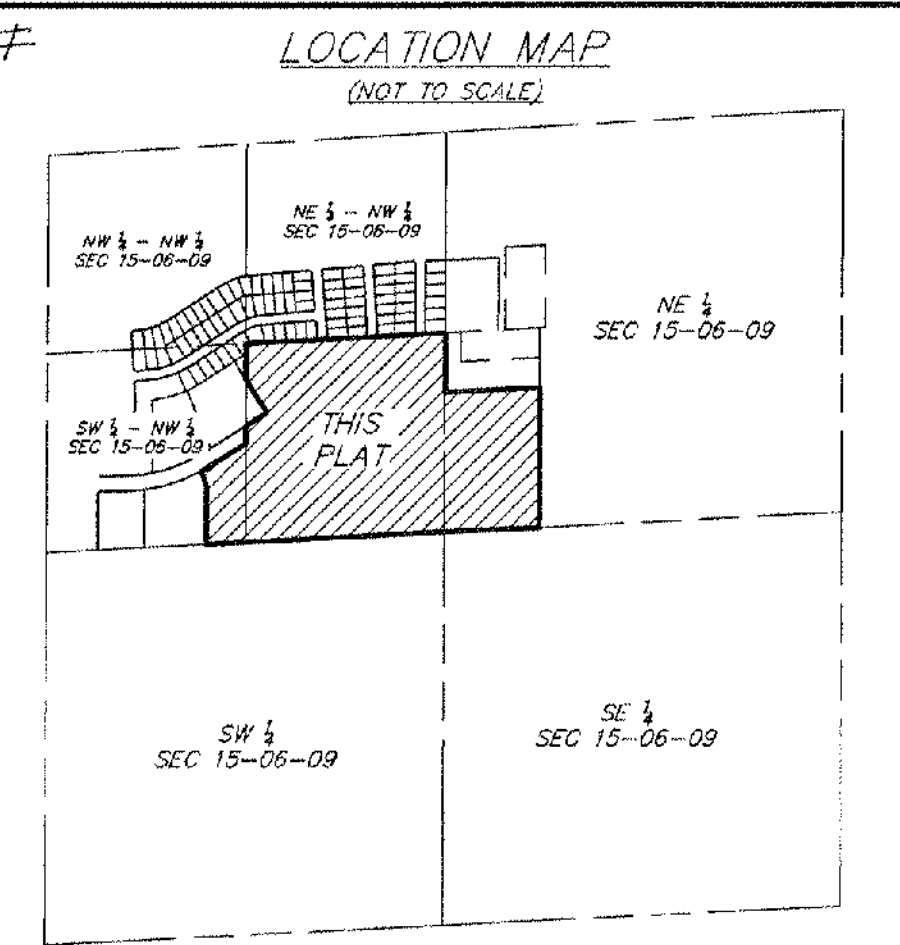 LOCATION MAP
(NOT TO SCALE)
NW 1/4 - NW 1/4
SEC 15-06-09
NE 1/4 - NW 1/4
SEC 15-06-09
NE 1/4
SEC 15-06-09
SW 1/4 - NW 1/4
SEC 15-06-09
THIS
PLAT
SW 1/4
SEC 15-06-09
SE 1/4
SEC 15-06-09